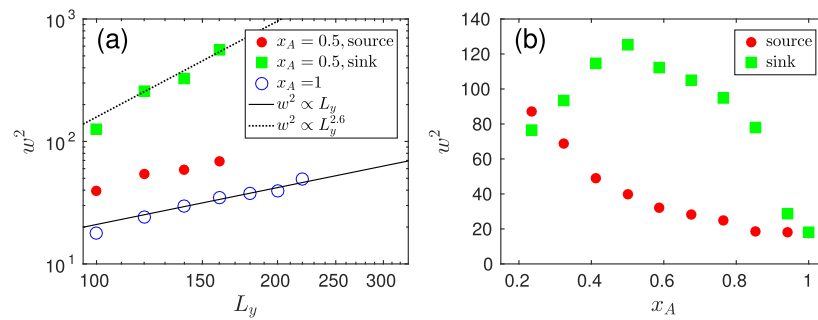 (a)
10^3
10^2
10^1
w^2
100
150
200
250
300
L_y
x_A = 0.5, source
x_A = 0.5, sink
x_A =1
w^2 ∝ L_y
w^2 ∝ L_y^{2.6}
(b)
source
sink
140
120
100
80
60
40
20
0
w^2
0.2
0.4
0.6
0.8
1
x_A